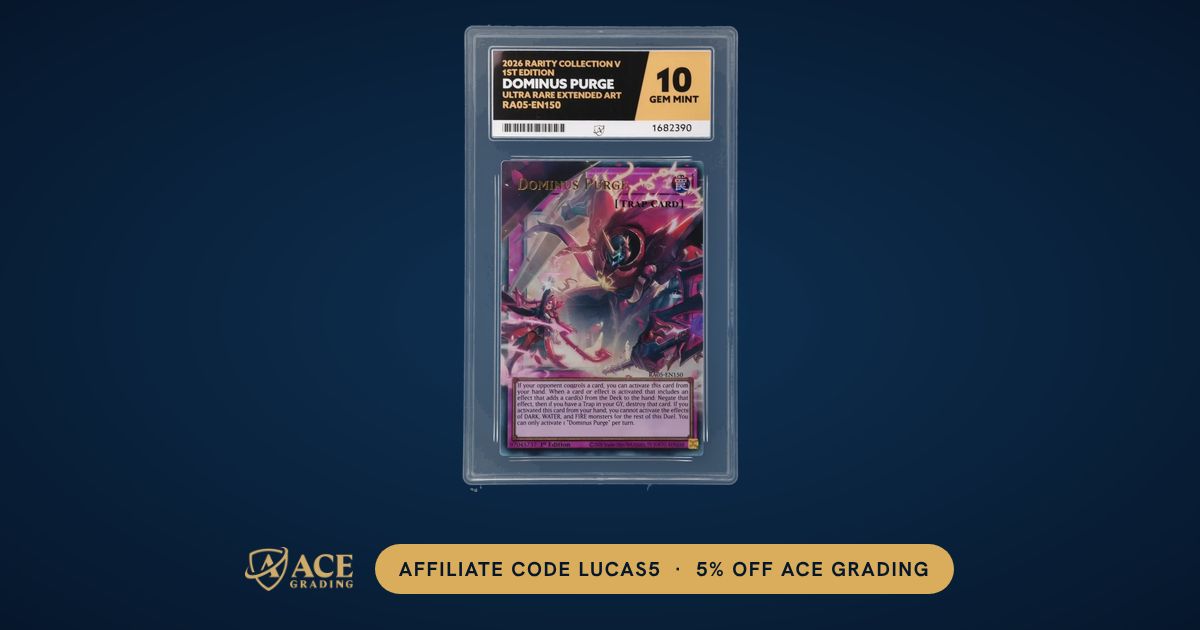 2026 RARITY COLLECTION V
1ST EDITION
DOMINUS PURGE
ULTRA RARE EXTENDED ART
RA05-EN150
10
GEM MINT
1682390
DOMINUS PURGE
[TRAP CARD]
RA05-EN150
If your opponent controls a card, you can activate this card from
your hand. When a card or effect is activated that includes an
effect that adds a card(s) from the Deck to the hand: Negate that
effect, then if you have a Trap in your GY, destroy that card. If you
activated this card from your hand, you cannot activate the effects
of DARK, WATER, and FIRE monsters for the rest of this Duel. You
can only activate 1 "Dominus Purge" per turn.
1st Edition
ACE
GRADING
AFFILIATE CODE LUCAS5 · 5% OFF ACE GRADING